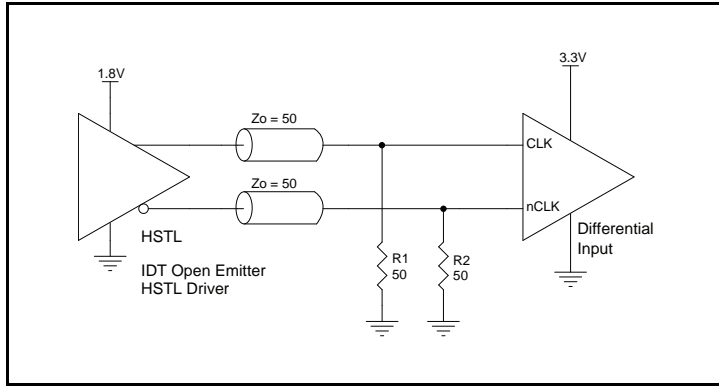 1.8V
3.3V
Zo = 50
CLK
Zo = 50
nCLK
HSTL
IDT Open Emitter
HSTL Driver
R1
50
R2
50
Differential
Input